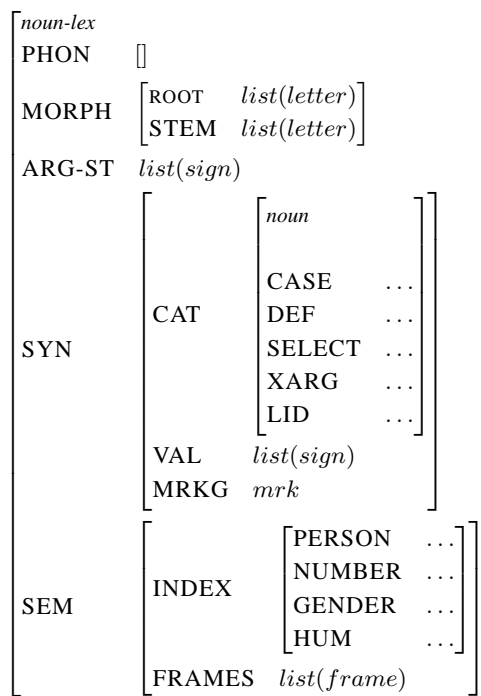 noun-lex
PHON []
MORPH [ROOT list(letter)
STEM list(letter)]
ARG-ST list(sign)
SYN
CAT
noun
CASE ...
DEF ...
SELECT ...
XARG ...
LID ...
VAL list(sign)
MRKG mrk
SEM
INDEX
PERSON ...
NUMBER ...
GENDER ...
HUM ...
FRAMES list(frame)